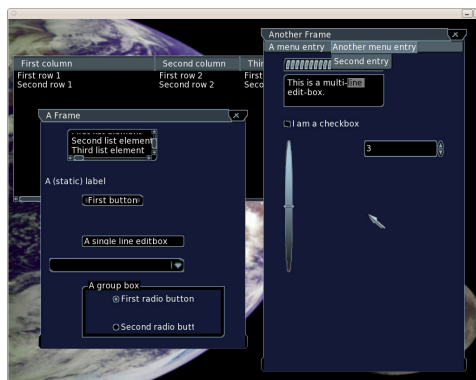 Another Frame
A menu entry Another menu entry
Second entry
First column Second column
First row 1 First row 2
Second row 1 Second row 2
This is a multi-line
edit-box.
I am a checkbox
3
A Frame
Second list element
Third list element
A (static) label
First button
A single line editbox
A group box
First radio button
Second radio butt